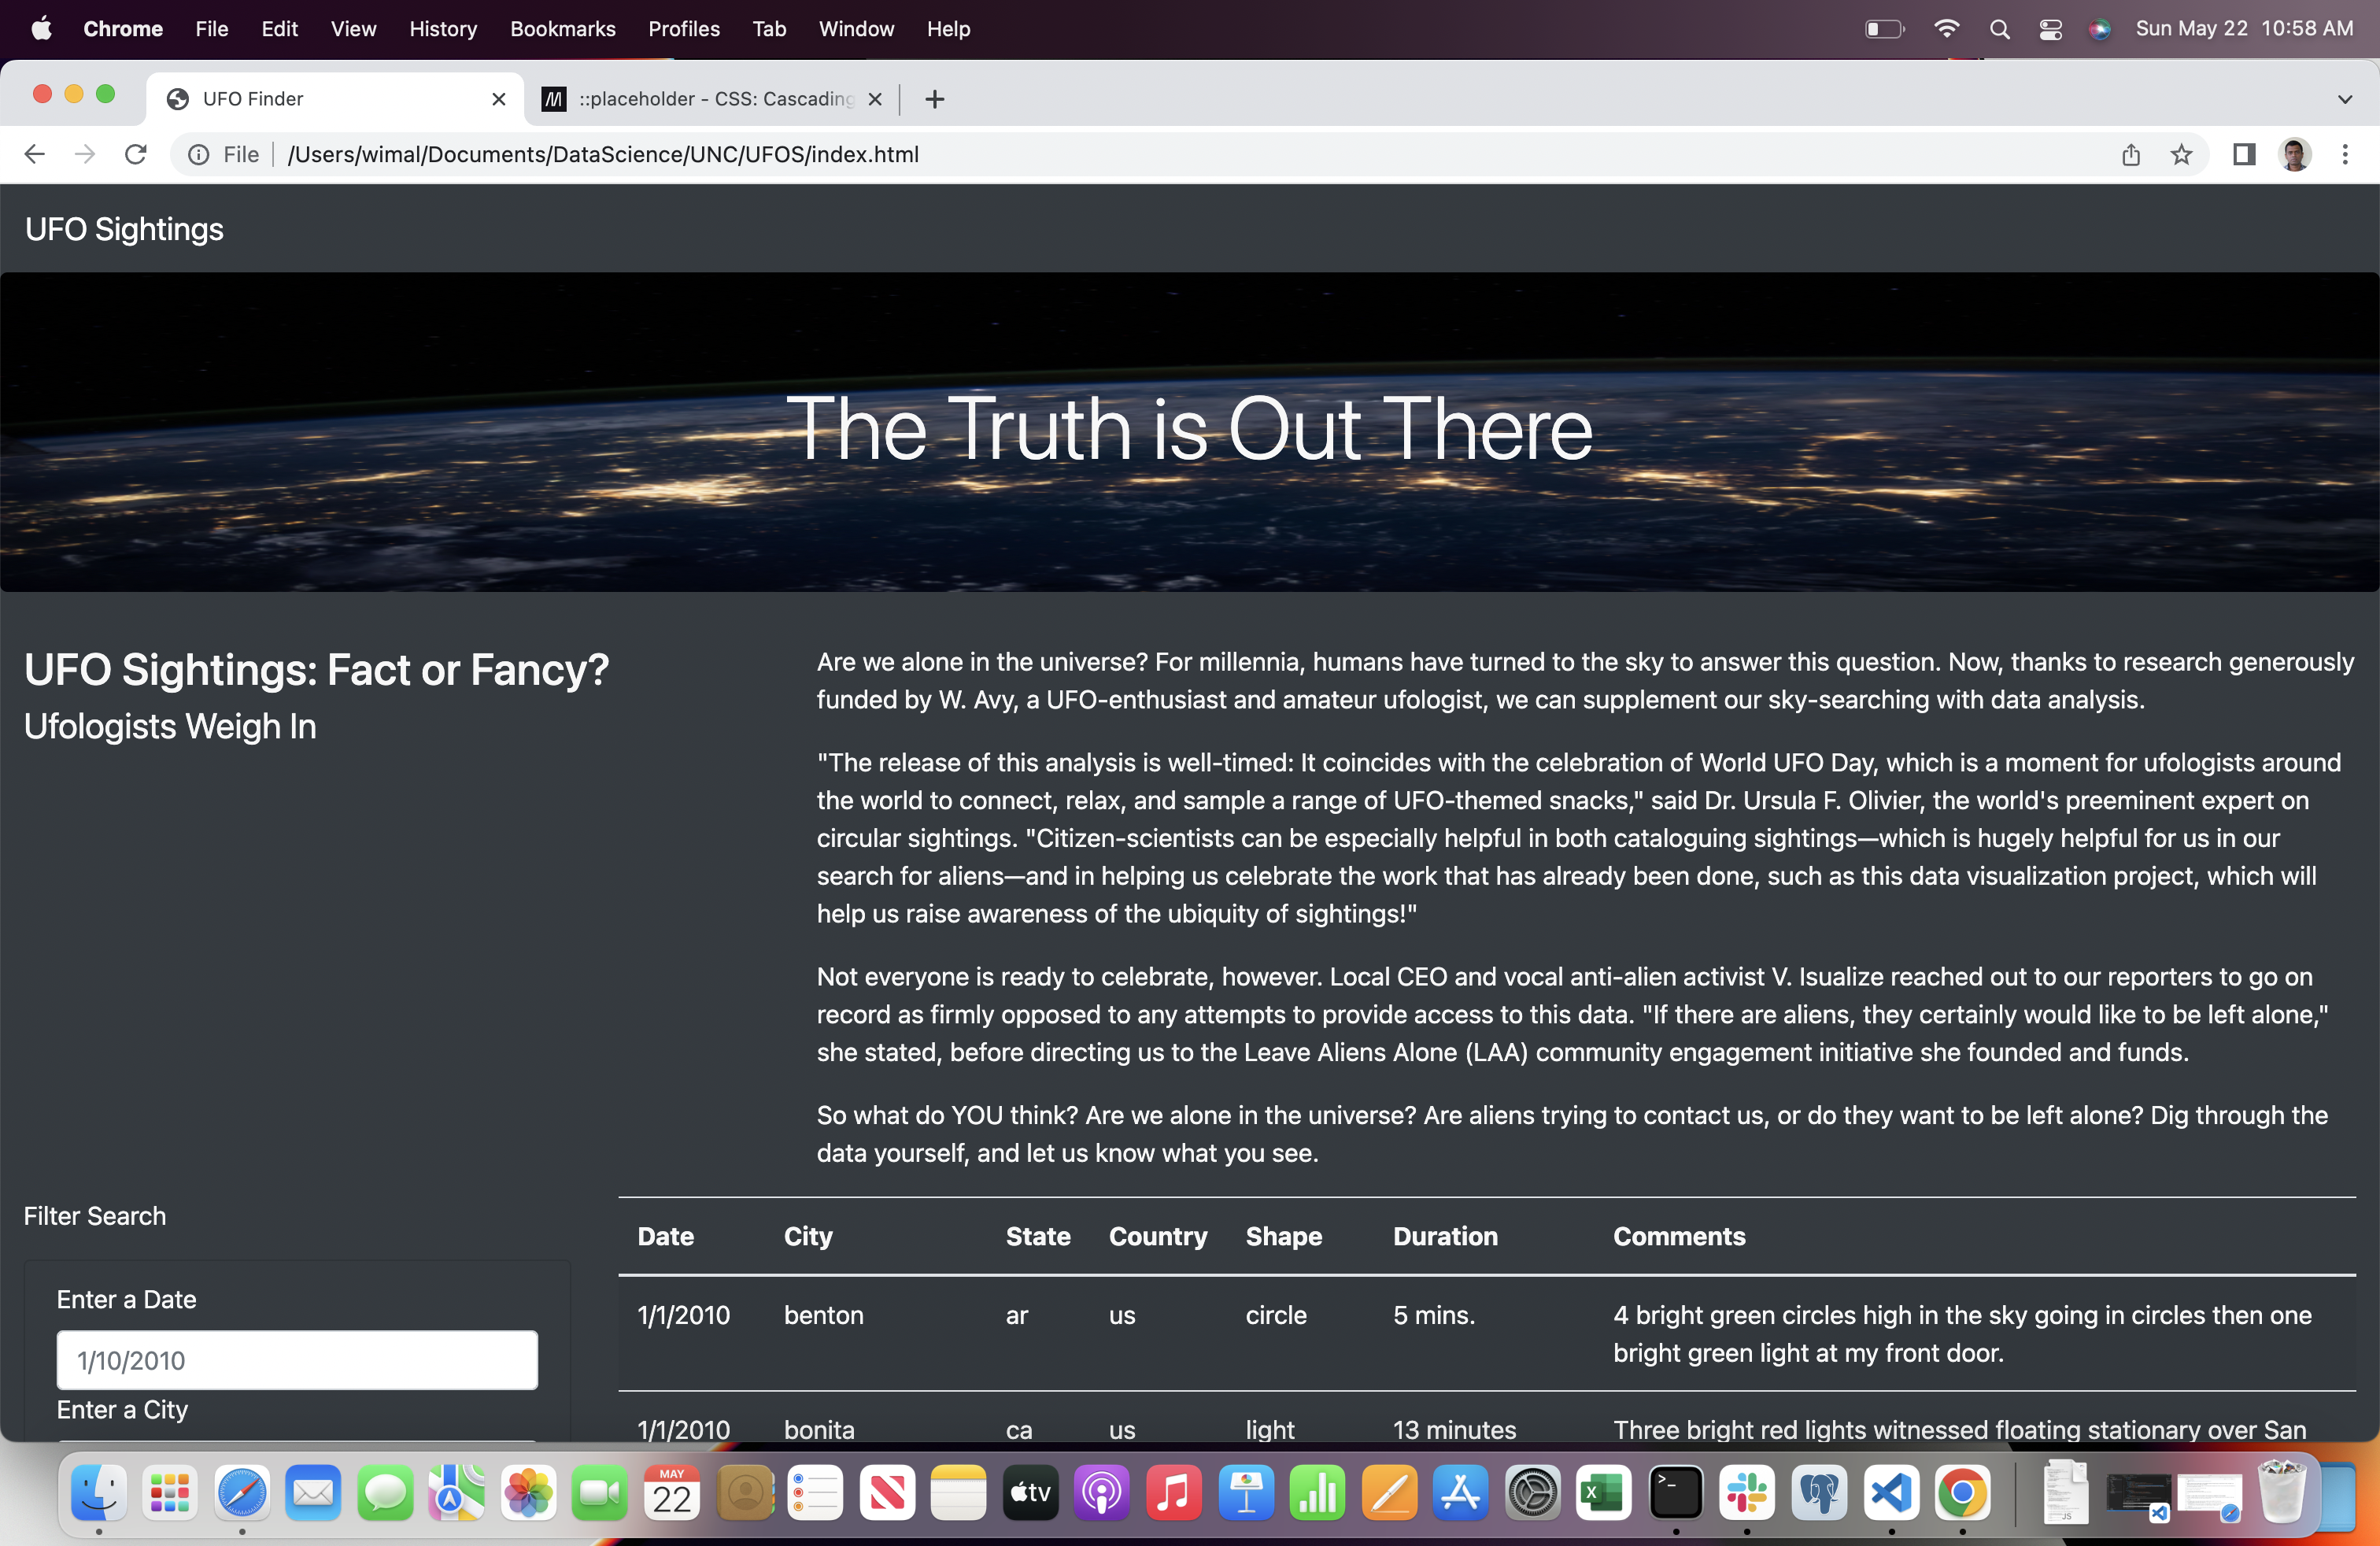 Chrome File Edit View History Bookmarks Profiles Tab Window Help Sun May 22 10:58 AM
UFO Finder ::placeholder - CSS: Cascading
File /Users/wimal/Documents/DataScience/UNC/UFOS/index.html
UFO Sightings
The Truth is Out There
UFO Sightings: Fact or Fancy?
Ufologists Weigh In
Are we alone in the universe? For millennia, humans have turned to the sky to answer this question. Now, thanks to research generously
funded by W. Avy, a UFO-enthusiast and amateur ufologist, we can supplement our sky-searching with data analysis.
"The release of this analysis is well-timed: It coincides with the celebration of World UFO Day, which is a moment for ufologists around
the world to connect, relax, and sample a range of UFO-themed snacks," said Dr. Ursula F. Olivier, the world's preeminent expert on
circular sightings. "Citizen-scientists can be especially helpful in both cataloguing sightings—which is hugely helpful for us in our
search for aliens—and in helping us celebrate the work that has already been done, such as this data visualization project, which will
help us raise awareness of the ubiquity of sightings!"
Not everyone is ready to celebrate, however. Local CEO and vocal anti-alien activist V. Isualize reached out to our reporters to go on
record as firmly opposed to any attempts to provide access to this data. "If there are aliens, they certainly would like to be left alone,"
she stated, before directing us to the Leave Aliens Alone (LAA) community engagement initiative she founded and funds.
So what do YOU think? Are we alone in the universe? Are aliens trying to contact us, or do they want to be left alone? Dig through the
data yourself, and let us know what you see.
Filter Search
Enter a Date
1/10/2010
Enter a City
Date City State Country Shape Duration Comments
1/1/2010 benton ar us circle 5 mins. 4 bright green circles high in the sky going in circles then one
bright green light at my front door.
1/1/2010 bonita ca us light 13 minutes Three bright red lights witnessed floating stationary over San
MAY
22
tv
JS